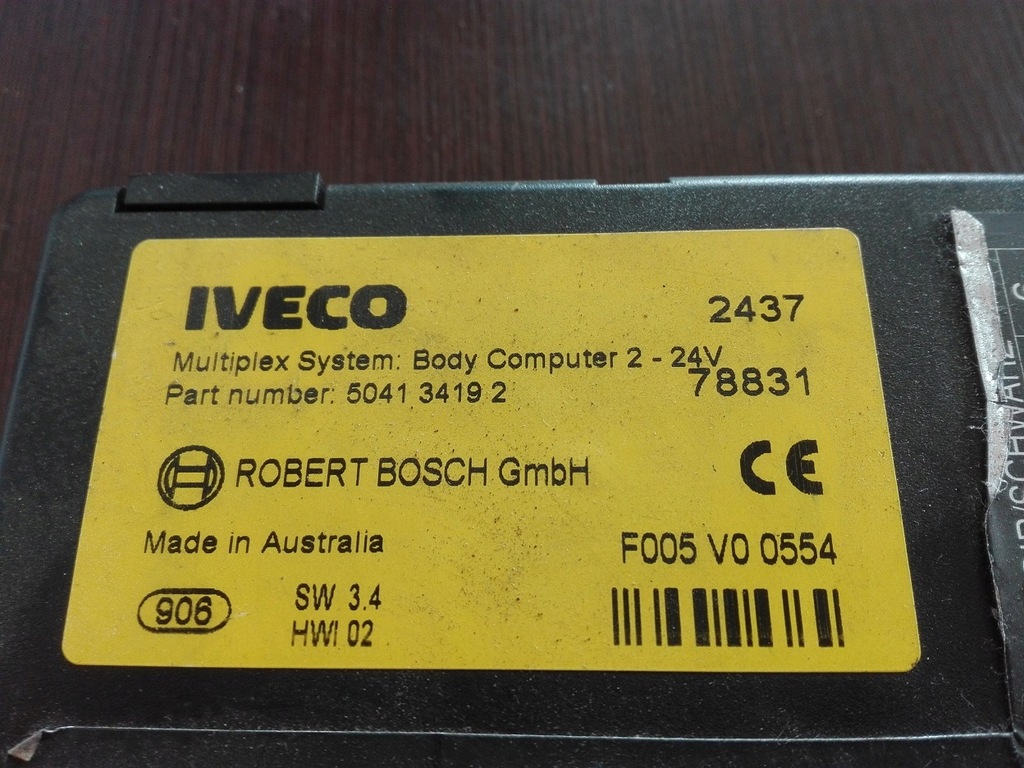 IVECO
2437
Multiplex System: Body Computer 2 - 24V
78831
Part number: 5041 3419 2
ROBERT BOSCH GmbH
CE
Made in Australia
F005 V0 0554
906
SW 3.4
HWI 02